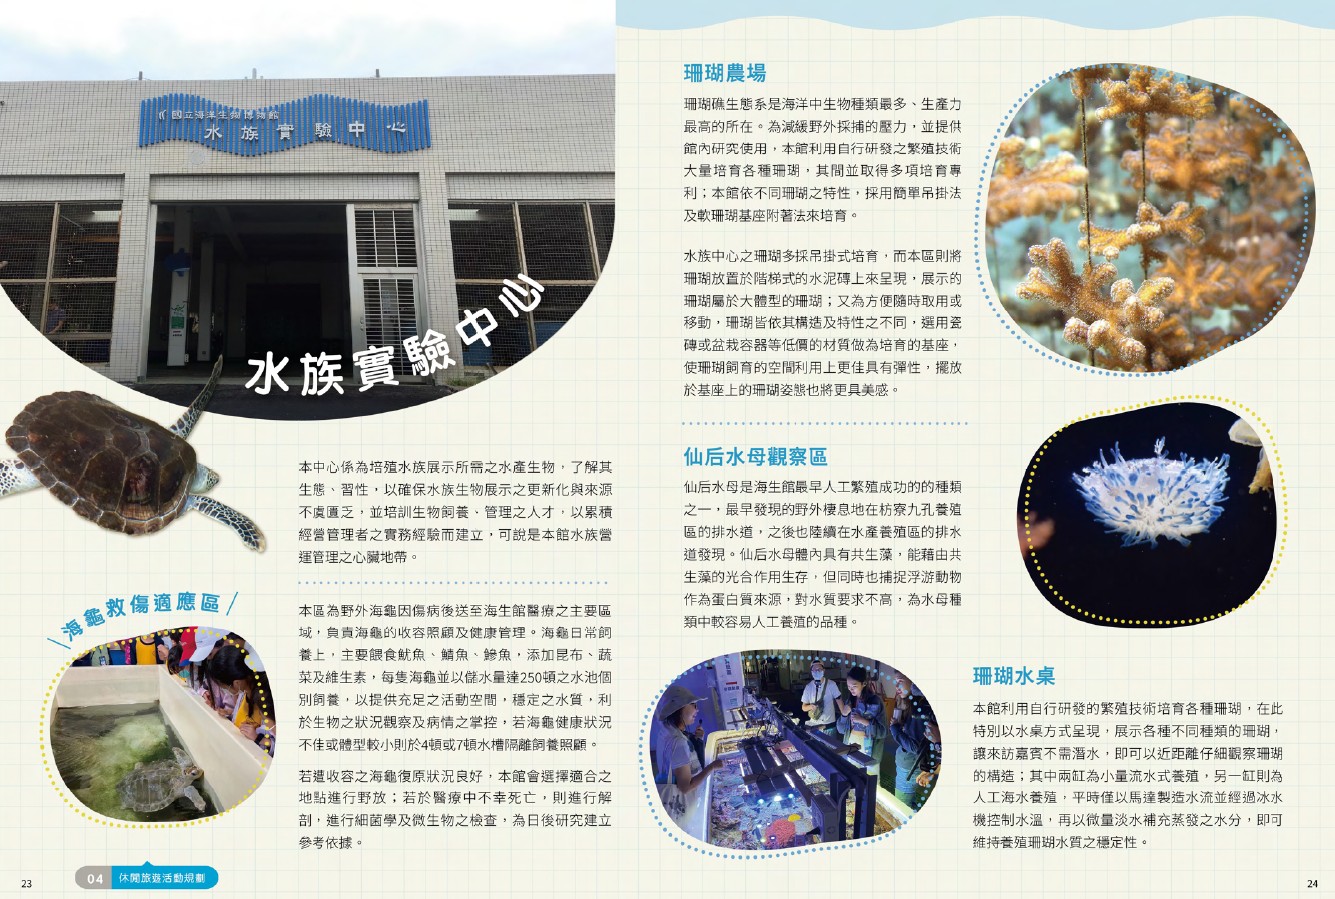 國立海洋生物博物館
水族實驗中心
水族實驗中心
本中心係為培殖水族展示所需之水產生物，了解其
生態、習性，以確保水族生物展示之更新化與來源
不虞匱乏，並培訓生物飼養、管理之人才，以累積
經營管理者之實務經驗而建立，可說是本館水族營
運管理之心臟地帶。
海龜救傷適應區
本區為野外海龜因傷病後送至海生館醫療之主要區
域，負責海龜的收容照顧及健康管理。海龜日常飼
養上，主要餵食魷魚、鯖魚、鰺魚，添加昆布、蔬
菜及維生素，每隻海龜並以儲水量達250頓之水池個
別飼養，以提供充足之活動空間，穩定之水質，利
於生物之狀況觀察及病情之掌控，若海龜健康狀況
不佳或體型較小則於4頓或7頓水槽隔離飼養照顧。
若遭收容之海龜復原狀況良好，本館會選擇適合之
地點進行野放；若於醫療中不幸死亡，則進行解
剖，進行細菌學及微生物之檢查，為日後研究建立
參考依據。
23
04 休閒旅遊活動規劃
珊瑚農場
珊瑚礁生態系是海洋中生物種類最多、生產力
最高的所在。為減緩野外採捕的壓力，並提供
館內研究使用，本館利用自行研發之繁殖技術
大量培育各種珊瑚，其間並取得多項培育專
利；本館依不同珊瑚之特性，採用簡單吊掛法
及軟珊瑚基座附著法來培育。
水族中心之珊瑚多採吊掛式培育，而本區則將
珊瑚放置於階梯式的水泥磚上來呈現，展示的
珊瑚屬於大體型的珊瑚；又為方便隨時取用或
移動，珊瑚皆依其構造及特性之不同，選用瓷
磚或盆栽容器等低價的材質做為培育的基座，
使珊瑚飼育的空間利用上更佳具有彈性，擺放
於基座上的珊瑚姿態也將更具美感。
仙后水母觀察區
仙后水母是海生館最早人工繁殖成功的的種類
之一，最早發現的野外棲息地在枋寮九孔養殖
區的排水道，之後也陸續在水產養殖區的排水
道發現。仙后水母體內具有共生藻，能藉由共
生藻的光合作用生存，但同時也捕捉浮游動物
作為蛋白質來源，對水質要求不高，為水母種
類中較容易人工養殖的品種。
珊瑚水桌
本館利用自行研發的繁殖技術培育各種珊瑚，在此
特別以水桌方式呈現，展示各種不同種類的珊瑚，
讓來訪嘉賓不需潛水，即可以近距離仔細觀察珊瑚
的構造；其中兩缸為小量流水式養殖，另一缸則為
人工海水養殖，平時僅以馬達製造水流並經過冰水
機控制水溫，再以微量淡水補充蒸發之水分，即可
維持養殖珊瑚水質之穩定性。
24